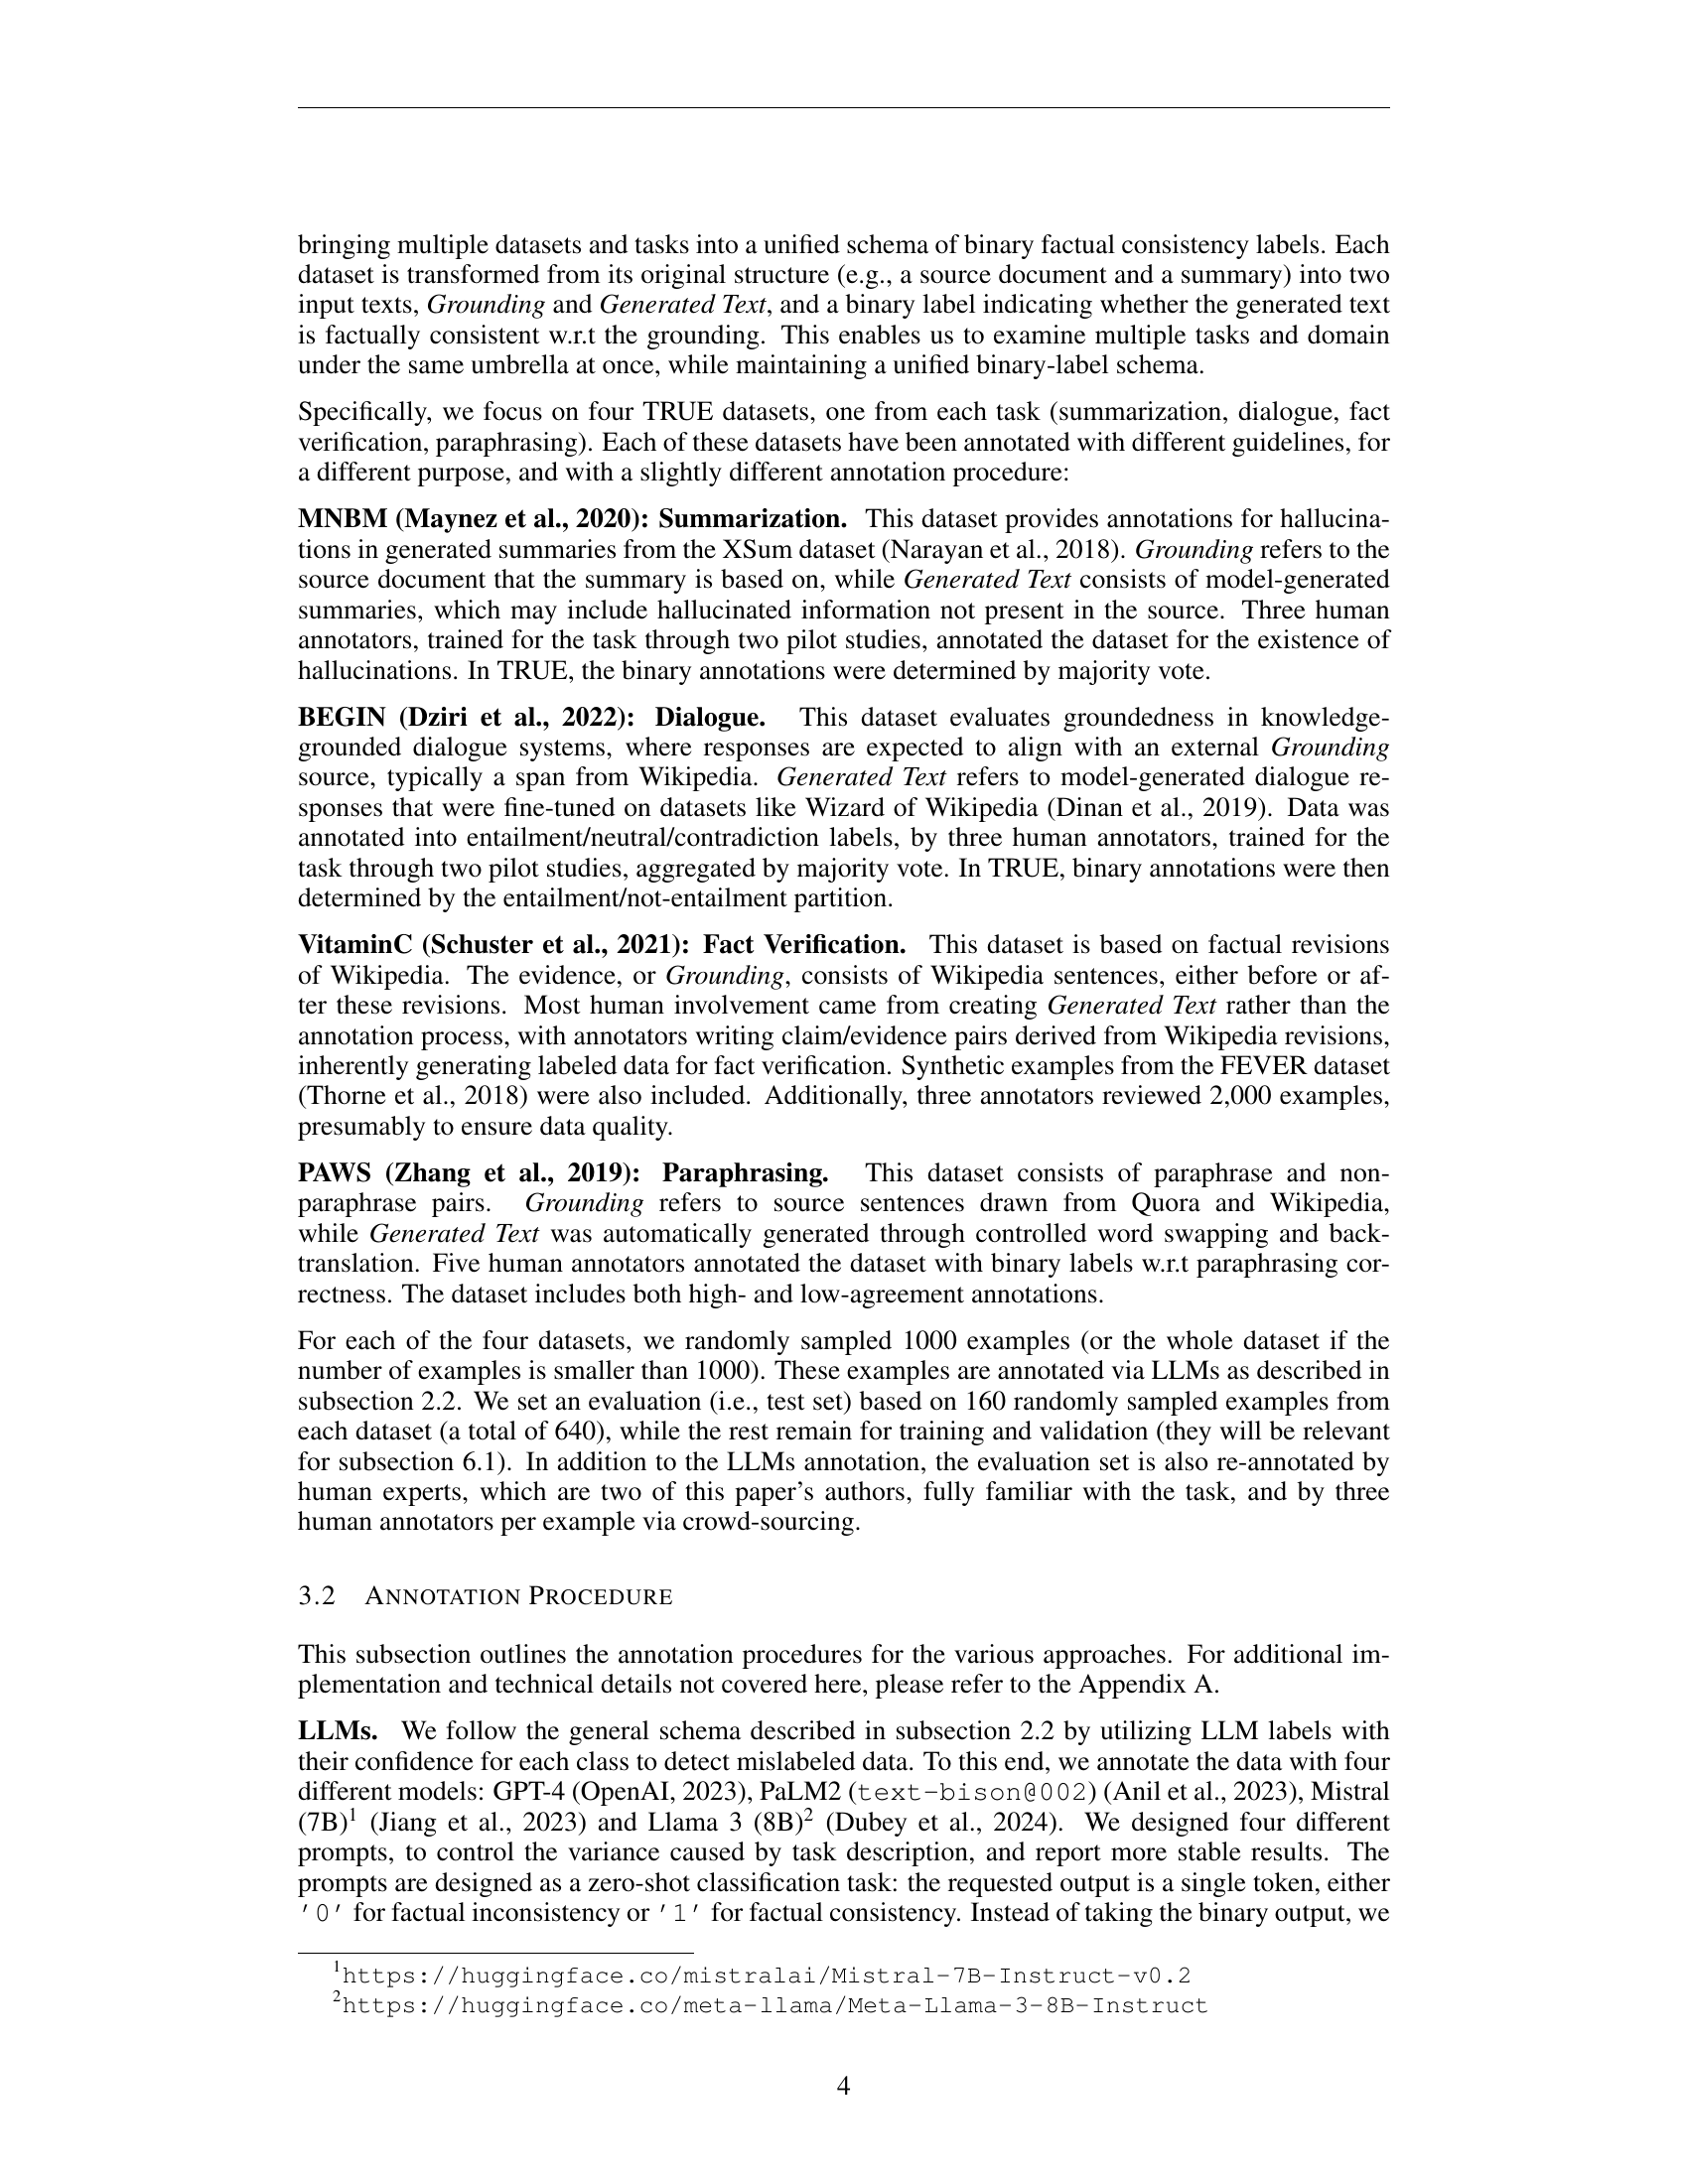 bringing multiple datasets and tasks into a unified schema of binary factual consistency labels. Each
dataset is transformed from its original structure (e.g., a source document and a summary) into two
input texts, Grounding and Generated Text, and a binary label indicating whether the generated text
is factually consistent w.r.t the grounding. This enables us to examine multiple tasks and domain
under the same umbrella at once, while maintaining a unified binary-label schema.
Specifically, we focus on four TRUE datasets, one from each task (summarization, dialogue, fact
verification, paraphrasing). Each of these datasets have been annotated with different guidelines, for
a different purpose, and with a slightly different annotation procedure:
MNBM (Maynez et al., 2020): Summarization. This dataset provides annotations for hallucina-
tions in generated summaries from the XSum dataset (Narayan et al., 2018). Grounding refers to the
source document that the summary is based on, while Generated Text consists of model-generated
summaries, which may include hallucinated information not present in the source. Three human
annotators, trained for the task through two pilot studies, annotated the dataset for the existence of
hallucinations. In TRUE, the binary annotations were determined by majority vote.
BEGIN (Dziri et al., 2022): Dialogue. This dataset evaluates groundedness in knowledge-
grounded dialogue systems, where responses are expected to align with an external Grounding
source, typically a span from Wikipedia. Generated Text refers to model-generated dialogue re-
sponses that were fine-tuned on datasets like Wizard of Wikipedia (Dinan et al., 2019). Data was
annotated into entailment/neutral/contradiction labels, by three human annotators, trained for the
task through two pilot studies, aggregated by majority vote. In TRUE, binary annotations were then
determined by the entailment/not-entailment partition.
VitaminC (Schuster et al., 2021): Fact Verification. This dataset is based on factual revisions
of Wikipedia. The evidence, or Grounding, consists of Wikipedia sentences, either before or af-
ter these revisions. Most human involvement came from creating Generated Text rather than the
annotation process, with annotators writing claim/evidence pairs derived from Wikipedia revisions,
inherently generating labeled data for fact verification. Synthetic examples from the FEVER dataset
(Thorne et al., 2018) were also included. Additionally, three annotators reviewed 2,000 examples,
presumably to ensure data quality.
PAWS (Zhang et al., 2019): Paraphrasing. This dataset consists of paraphrase and non-
paraphrase pairs. Grounding refers to source sentences drawn from Quora and Wikipedia,
while Generated Text was automatically generated through controlled word swapping and back-
translation. Five human annotators annotated the dataset with binary labels w.r.t paraphrasing cor-
rectness. The dataset includes both high- and low-agreement annotations.
For each of the four datasets, we randomly sampled 1000 examples (or the whole dataset if the
number of examples is smaller than 1000). These examples are annotated via LLMs as described in
subsection 2.2. We set an evaluation (i.e., test set) based on 160 randomly sampled examples from
each dataset (a total of 640), while the rest remain for training and validation (they will be relevant
for subsection 6.1). In addition to the LLMs annotation, the evaluation set is also re-annotated by
human experts, which are two of this paper's authors, fully familiar with the task, and by three
human annotators per example via crowd-sourcing.
3.2 ANNOTATION PROCEDURE
This subsection outlines the annotation procedures for the various approaches. For additional im-
plementation and technical details not covered here, please refer to the Appendix A.
LLMs. We follow the general schema described in subsection 2.2 by utilizing LLM labels with
their confidence for each class to detect mislabeled data. To this end, we annotate the data with four
different models: GPT-4 (OpenAI, 2023), PaLM2 (text-bison@002) (Anil et al., 2023), Mistral
(7B)1 (Jiang et al., 2023) and Llama 3 (8B)2 (Dubey et al., 2024). We designed four different
prompts, to control the variance caused by task description, and report more stable results. The
prompts are designed as a zero-shot classification task: the requested output is a single token, either
'0' for factual inconsistency or '1' for factual consistency. Instead of taking the binary output, we
1https://huggingface.co/mistralai/Mistral-7B-Instruct-v0.2
2https://huggingface.co/meta-llama/Meta-Llama-3-8B-Instruct
4